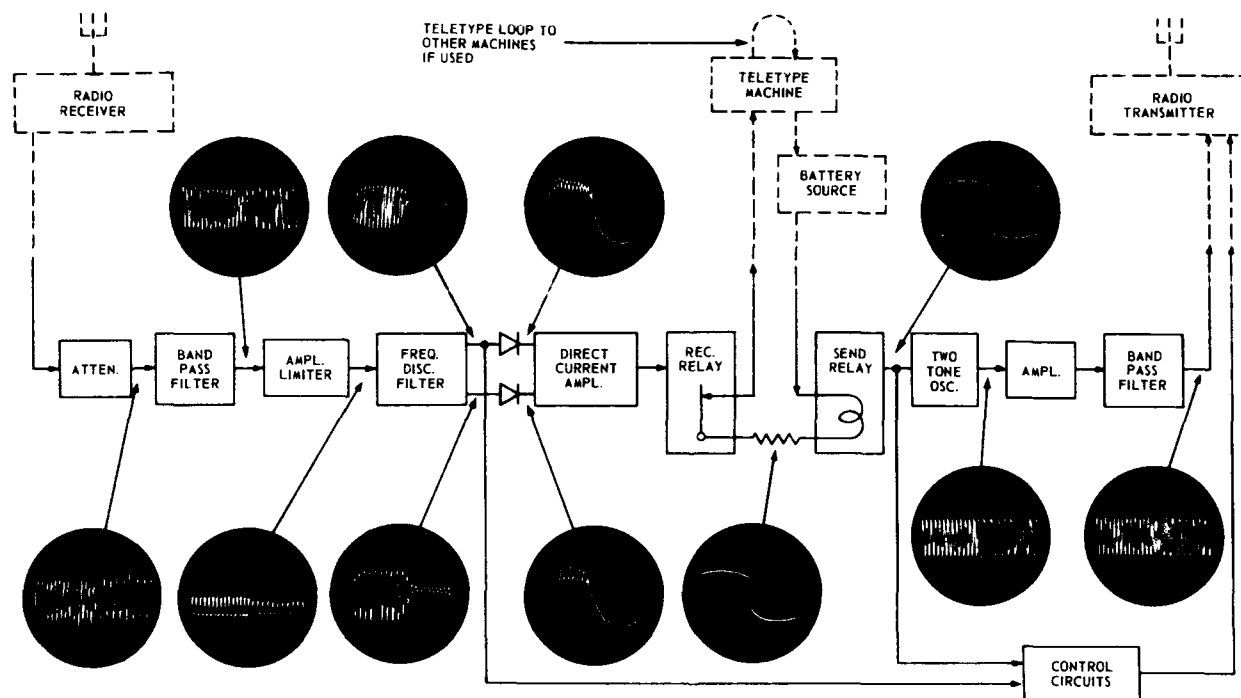 TELETYPE LOOP TO
OTHER MACHINES
IF USED
RADIO
RECEIVER
TELETYPE
MACHINE
RADIO
TRANSMITTER
BATTERY
SOURCE
ATTEN.
BAND
PASS
FILTER
AMPL.
LIMITER
FREQ.
DISC.
FILTER
DIRECT
CURRENT
AMPL.
REC.
RELAY
SEND
RELAY
TWO
TONE
OSC.
AMPL.
BAND
PASS
FILTER
CONTROL
CIRCUITS